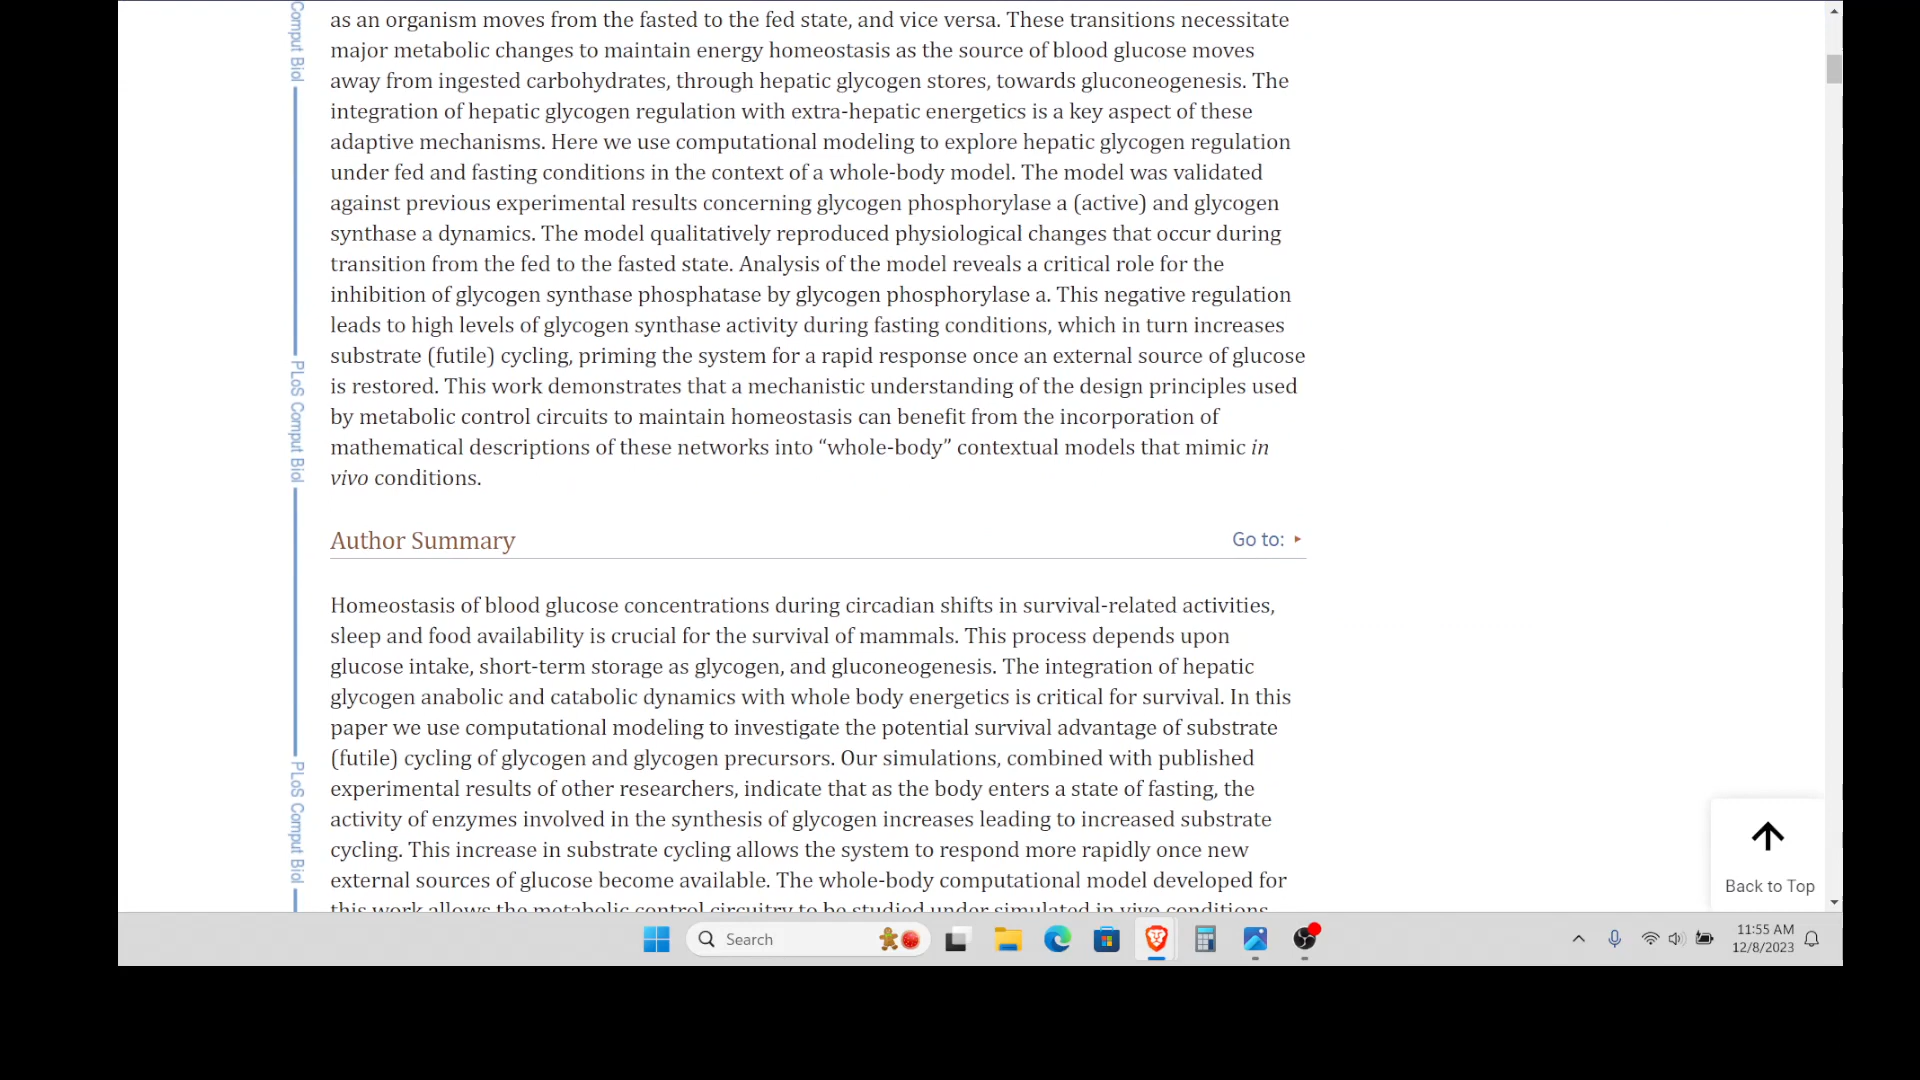 as an organism moves from the fasted to the fed state, and vice versa. These transitions necessitate
major metabolic changes to maintain energy homeostasis as the source of blood glucose moves
away from ingested carbohydrates, through hepatic glycogen stores, towards gluconeogenesis. The
integration of hepatic glycogen regulation with extra-hepatic energetics is a key aspect of these
adaptive mechanisms. Here we use computational modeling to explore hepatic glycogen regulation
under fed and fasting conditions in the context of a whole-body model. The model was validated
against previous experimental results concerning glycogen phosphorylase a (active) and glycogen
synthase a dynamics. The model qualitatively reproduced physiological changes that occur during
transition from the fed to the fasted state. Analysis of the model reveals a critical role for the
inhibition of glycogen synthase phosphatase by glycogen phosphorylase a. This negative regulation
leads to high levels of glycogen synthase activity during fasting conditions, which in turn increases
substrate (futile) cycling, priming the system for a rapid response once an external source of glucose
is restored. This work demonstrates that a mechanistic understanding of the design principles used
by metabolic control circuits to maintain homeostasis can benefit from the incorporation of
mathematical descriptions of these networks into “whole-body” contextual models that mimic in
vivo conditions.
Author Summary
Go to:
Homeostasis of blood glucose concentrations during circadian shifts in survival-related activities,
sleep and food availability is crucial for the survival of mammals. This process depends upon
glucose intake, short-term storage as glycogen, and gluconeogenesis. The integration of hepatic
glycogen anabolic and catabolic dynamics with whole body energetics is critical for survival. In this
paper we use computational modeling to investigate the potential survival advantage of substrate
(futile) cycling of glycogen and glycogen precursors. Our simulations, combined with published
experimental results of other researchers, indicate that as the body enters a state of fasting, the
activity of enzymes involved in the synthesis of glycogen increases leading to increased substrate
cycling. This increase in substrate cycling allows the system to respond more rapidly once new
external sources of glucose become available. The whole-body computational model developed for
this work allows the metabolic control circuitry to be studied under simulated in vivo conditions.
Comput Biol
PLoS Comput Biol
PLoS Comput Biol
Back to Top
Search
11:55 AM
12/8/2023